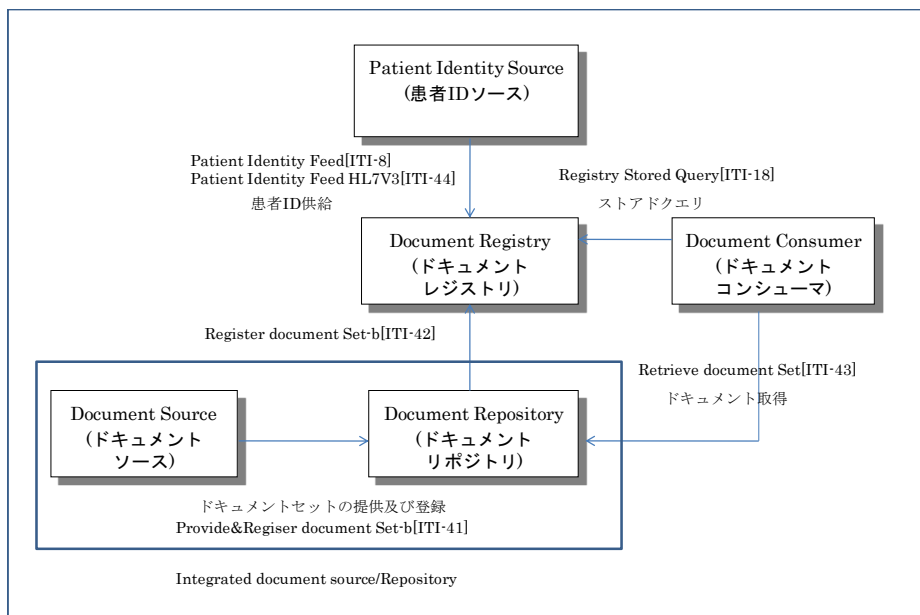 Patient Identity Source
(患者IDソース)
Patient Identity Feed[ITI-8]
Patient Identity Feed HL7V3[ITI-44]
患者ID供給
Registry Stored Query[ITI-18]
ストアドクエリ
Document Registry
(ドキュメント
レジストリ)
Document Consumer
(ドキュメント
コンシューマ)
Register document Set-b[ITI-42]
Retrieve document Set[ITI-43]
ドキュメント取得
Document Source
(ドキュメント
ソース)
Document Repository
(ドキュメント
リポジトリ)
ドキュメントセットの提供及び登録
Provide&Regiser document Set-b[ITI-41]
Integrated document source/Repository